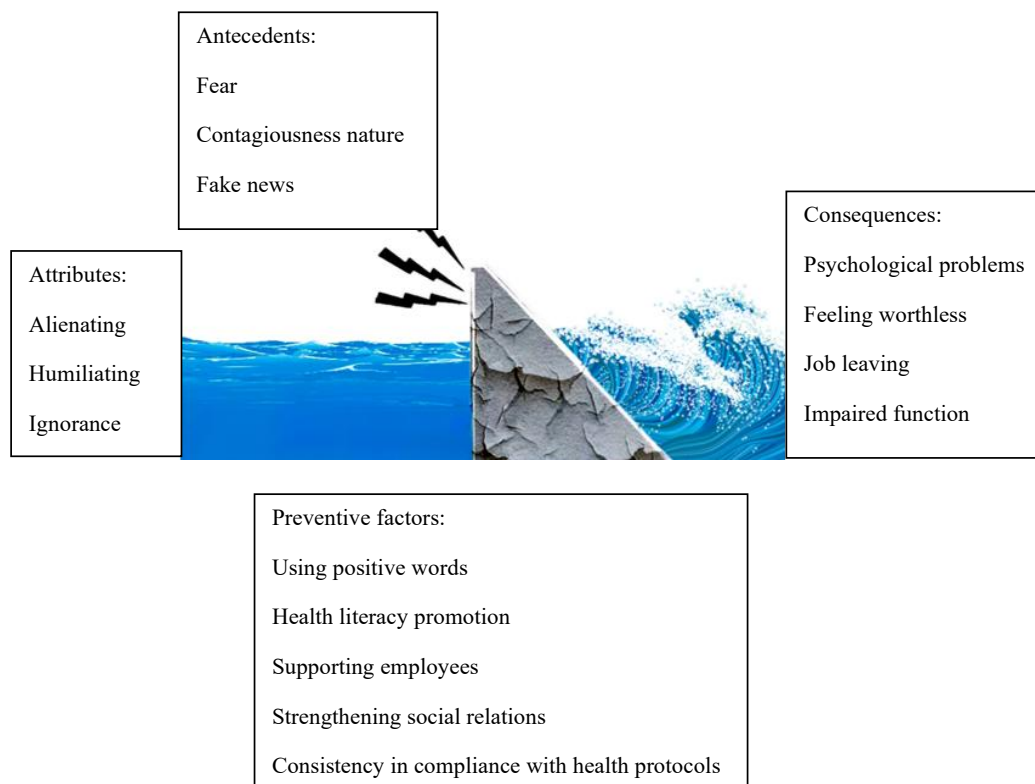 Antecedents:
Fear
Contagiousness nature
Fake news
Attributes:
Alienating
Humiliating
Ignorance
Consequences:
Psychological problems
Feeling worthless
Job leaving
Impaired function
Preventive factors:
Using positive words
Health literacy promotion
Supporting employees
Strengthening social relations
Consistency in compliance with health protocols